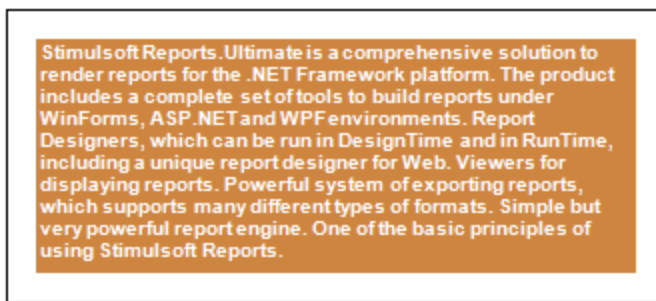 Stimulsoft Reports.Ultimate is a comprehensive solution to
render reports for the .NET Framework platform. The product
includes a complete set of tools to build reports under
WinForms, ASP.NET and WPF environments. Report
Designers, which can be run in DesignTime and in RunTime,
including a unique report designer for Web. Viewers for
displaying reports. Powerful system of exporting reports,
which supports many different types of formats. Simple but
very powerful report engine. One of the basic principles of
using Stimulsoft Reports.